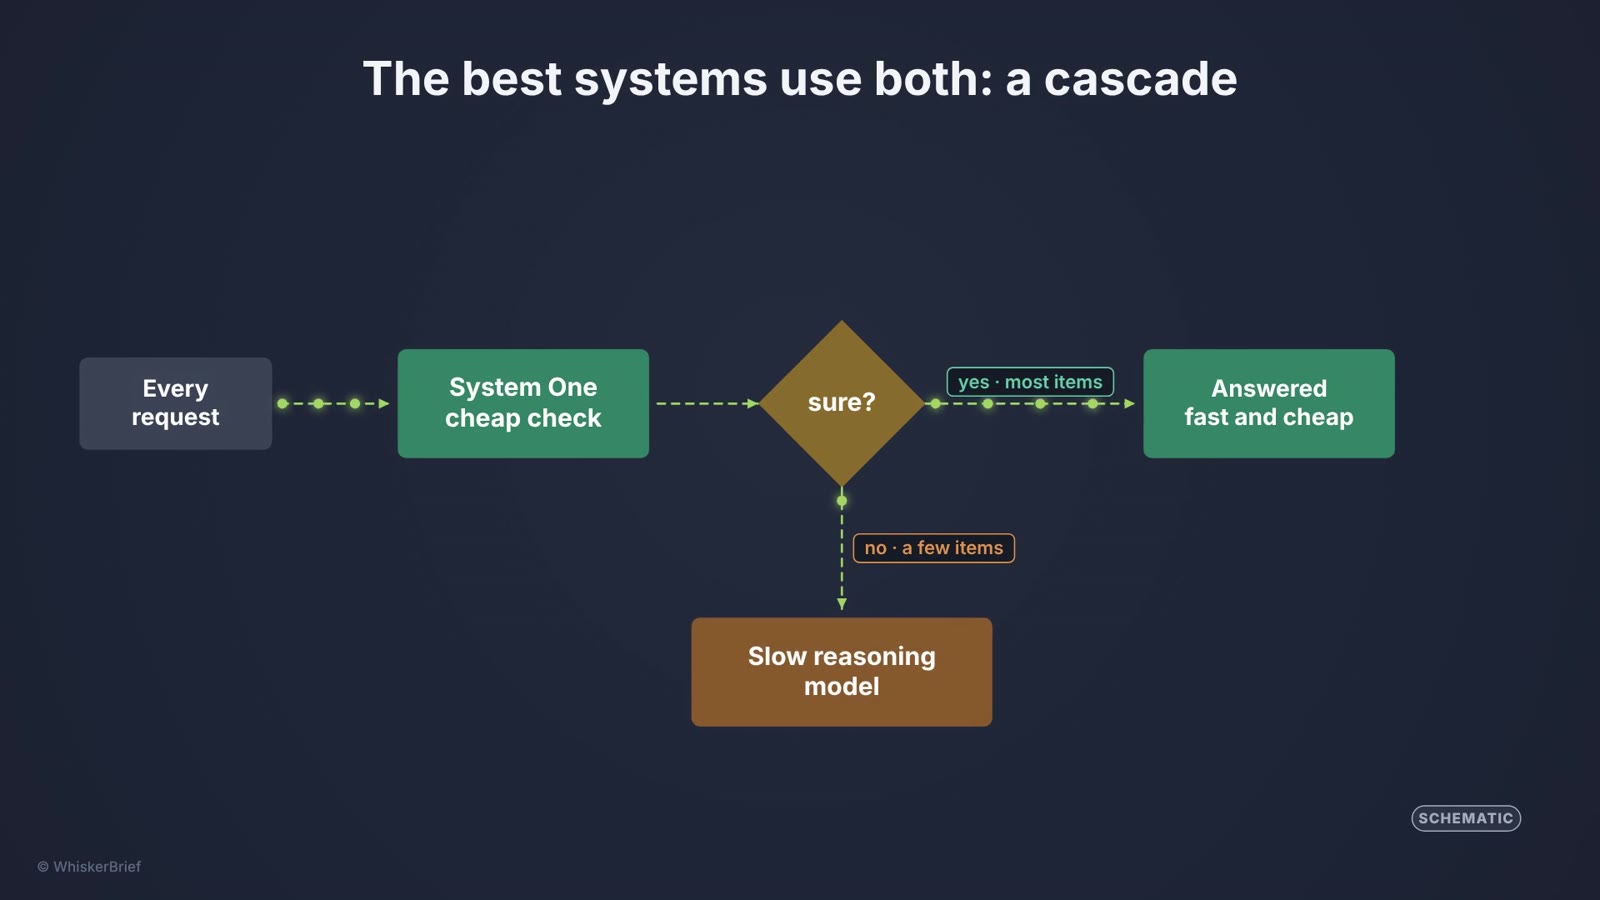 The best systems use both: a cascade
Every
request
System One
cheap check
sure?
yes · most items
Answered
fast and cheap
no · a few items
Slow reasoning
model
SCHEMATIC
© WhiskerBrief